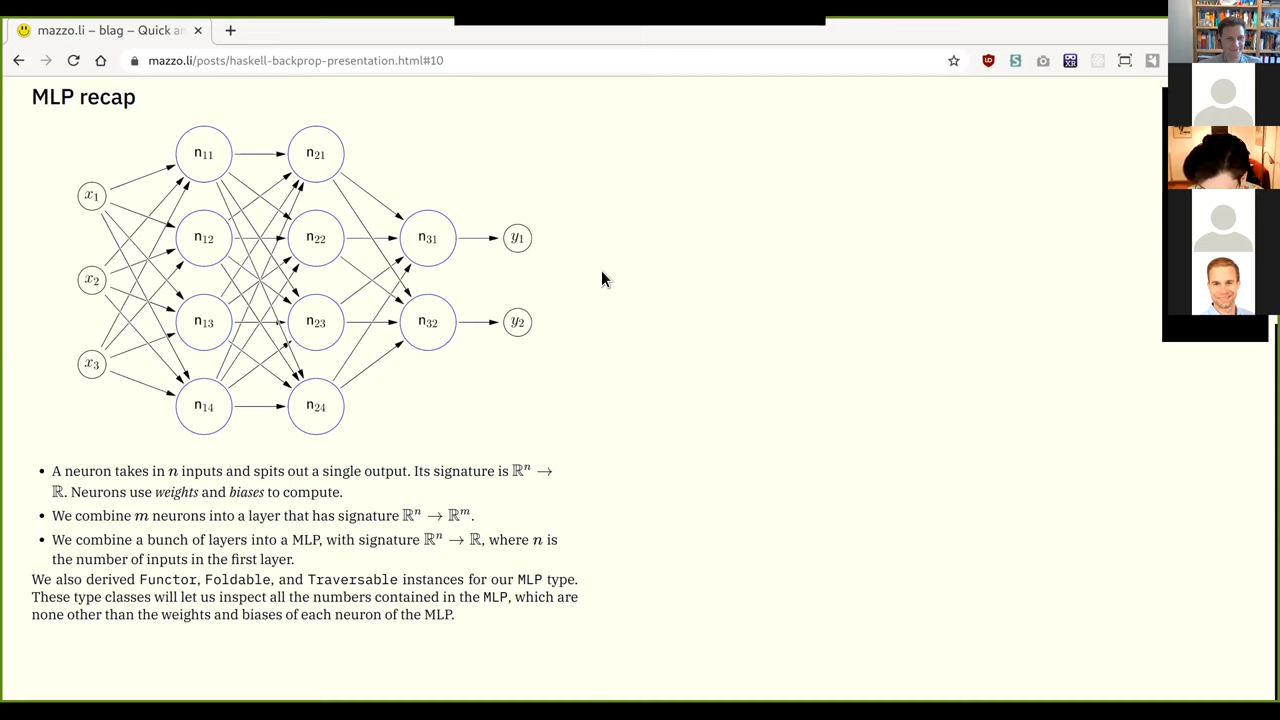 mazzo.li – blag – Quick an
mazzo.li/posts/haskell-backprop-presentation.html#10
MLP recap
n11 n21
x1
n12 n22 n31 y1
x2
n13 n23 n32 y2
x3
n14 n24
• A neuron takes in n inputs and spits out a single output. Its signature is ℝⁿ →
ℝ. Neurons use weights and biases to compute.
• We combine m neurons into a layer that has signature ℝⁿ → ℝᵐ.
• We combine a bunch of layers into a MLP, with signature ℝⁿ → ℝ, where n is
the number of inputs in the first layer.
We also derived Functor, Foldable, and Traversable instances for our MLP type.
These type classes will let us inspect all the numbers contained in the MLP, which are
none other than the weights and biases of each neuron of the MLP.
S
XR